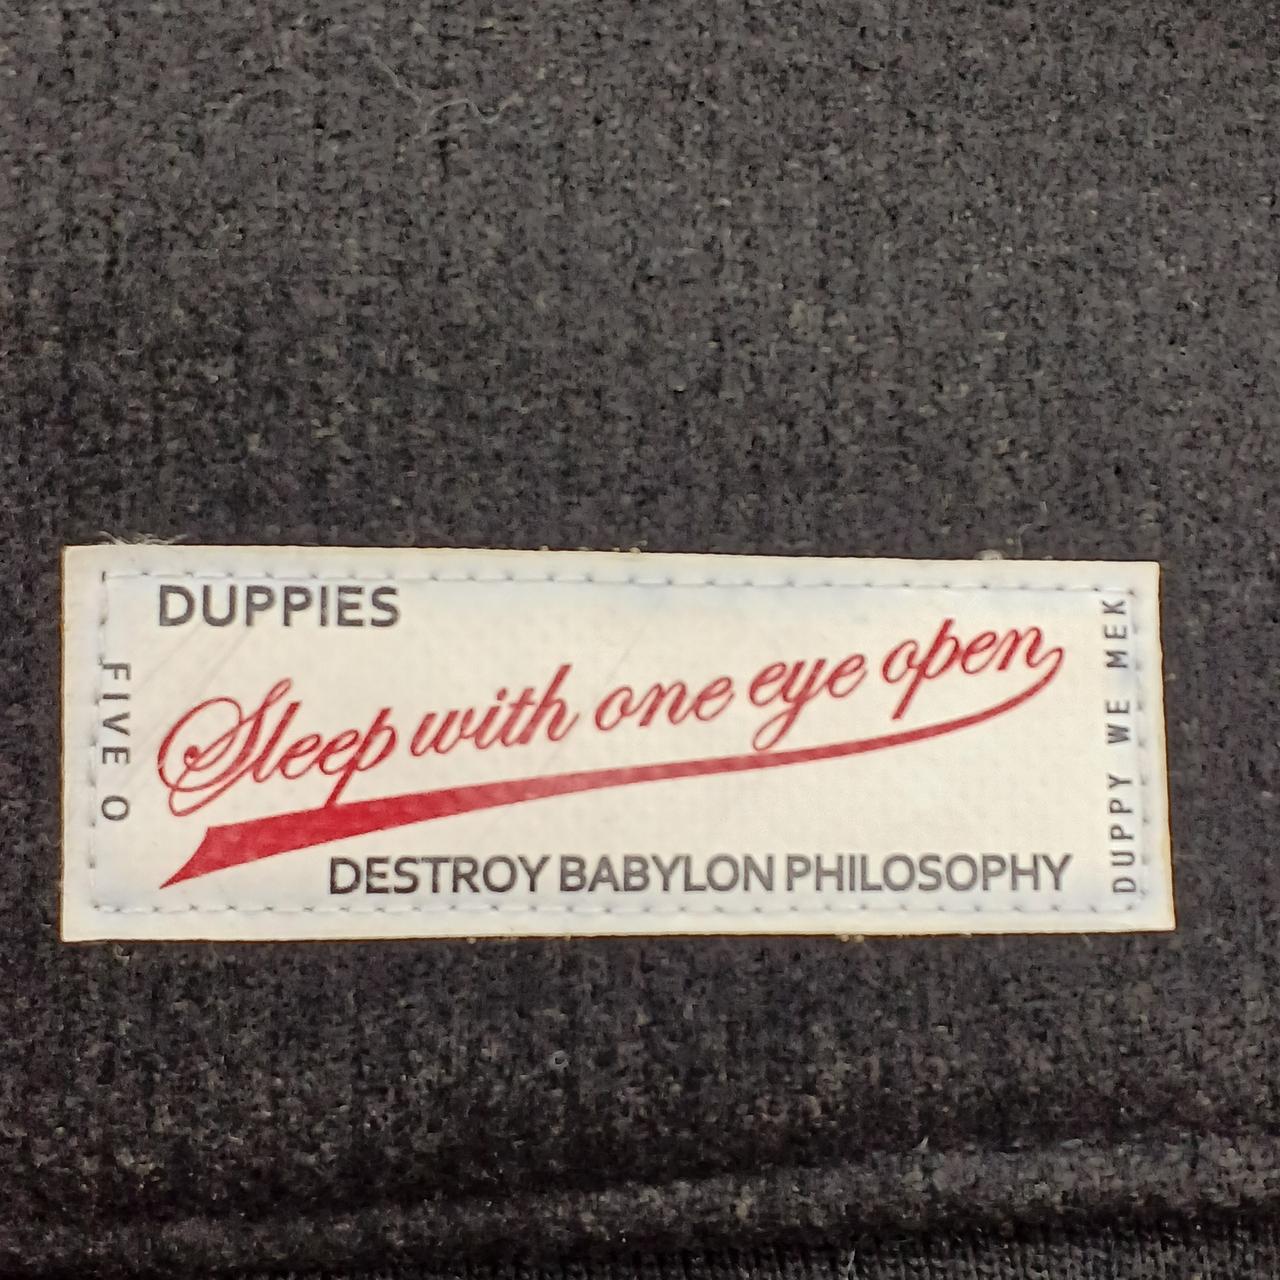 DUPPIES
FIVE O
Sleep with one eye open
DUPPY WE MEK
DESTROY BABYLON PHILOSOPHY